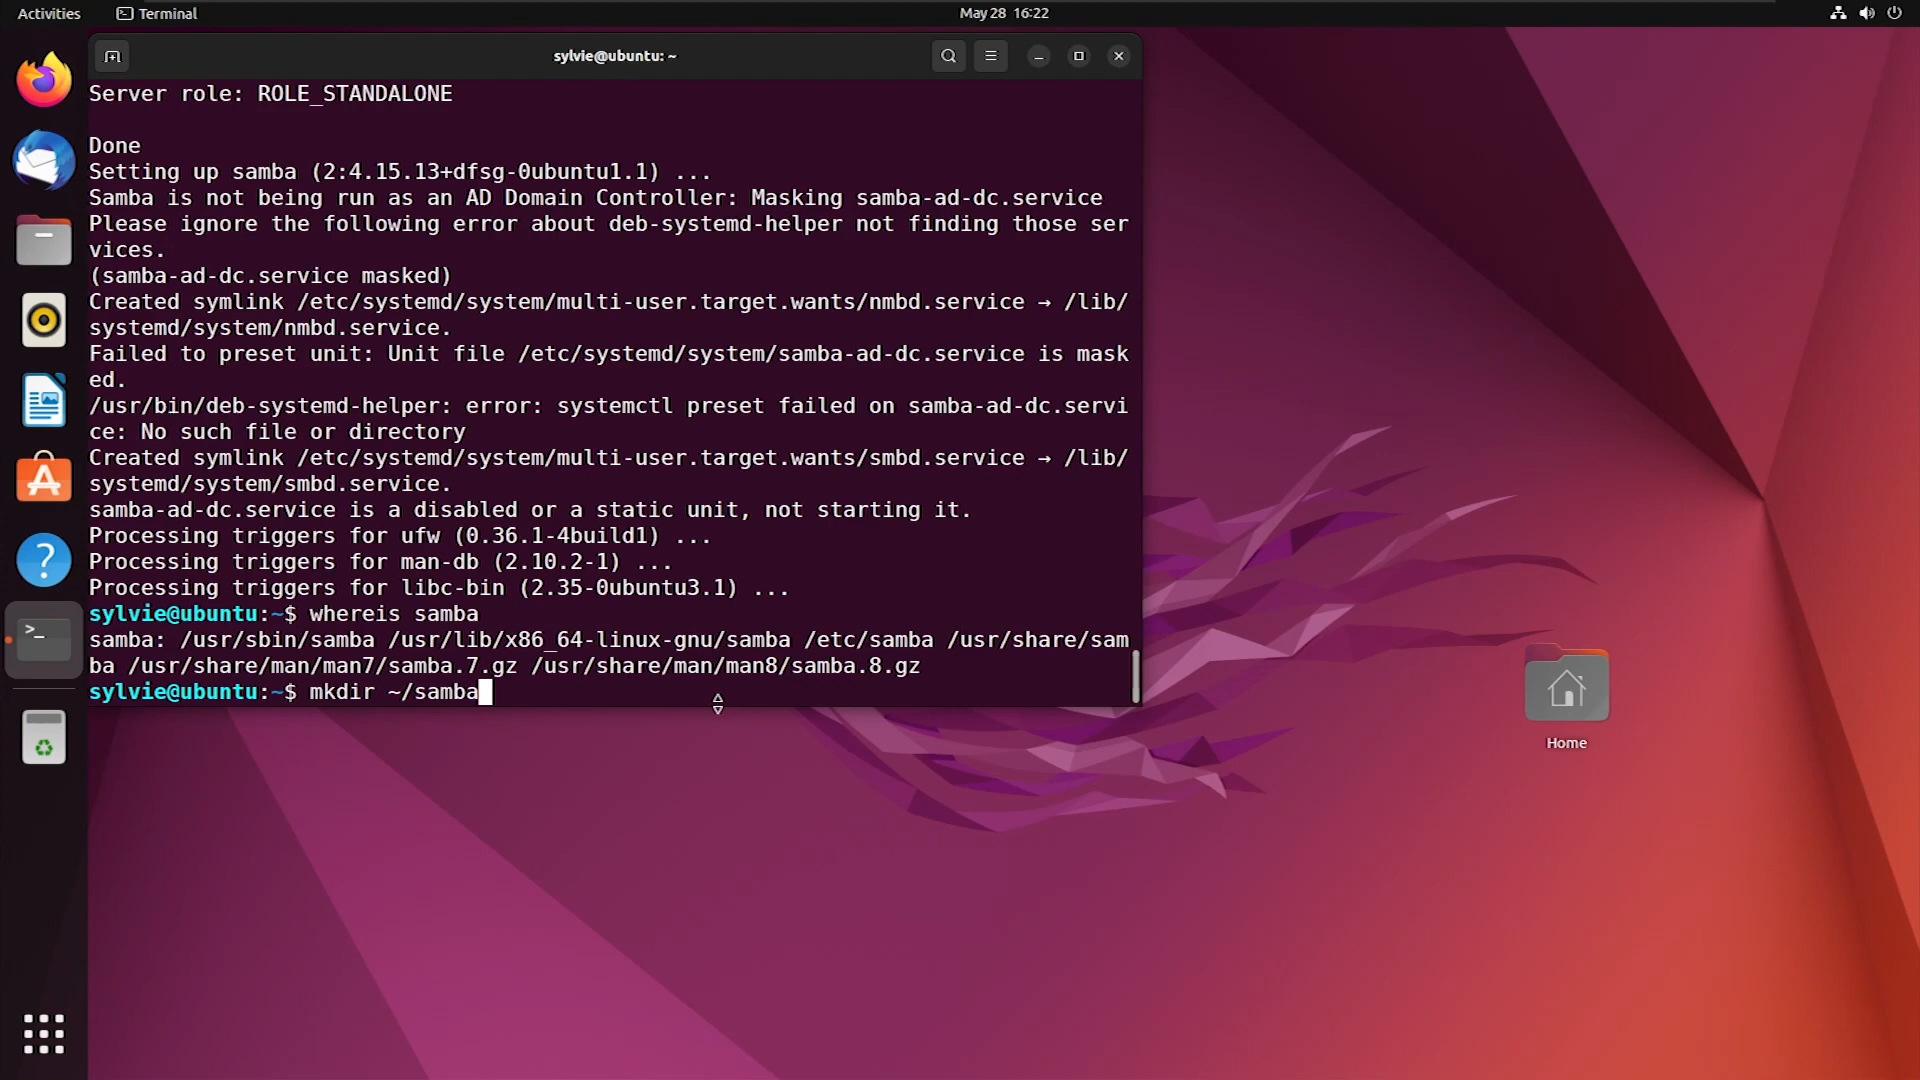 Activities
Terminal
May 28 16:22
sylvie@ubuntu: ~
Server role: ROLE_STANDALONE
Done
Setting up samba (2:4.15.13+dfsg-0ubuntu1.1) ...
Samba is not being run as an AD Domain Controller: Masking samba-ad-dc.service
Please ignore the following error about deb-systemd-helper not finding those ser
vices.
(samba-ad-dc.service masked)
Created symlink /etc/systemd/system/multi-user.target.wants/nmbd.service → /lib/
systemd/system/nmbd.service.
Failed to preset unit: Unit file /etc/systemd/system/samba-ad-dc.service is mask
ed.
/usr/bin/deb-systemd-helper: error: systemctl preset failed on samba-ad-dc.servi
ce: No such file or directory
Created symlink /etc/systemd/system/multi-user.target.wants/smbd.service → /lib/
systemd/system/smbd.service.
samba-ad-dc.service is a disabled or a static unit, not starting it.
Processing triggers for ufw (0.36.1-4build1) ...
Processing triggers for man-db (2.10.2-1) ...
Processing triggers for libc-bin (2.35-0ubuntu3.1) ...
sylvie@ubuntu:~$ whereis samba
samba: /usr/sbin/samba /usr/lib/x86_64-linux-gnu/samba /etc/samba /usr/share/sam
ba /usr/share/man/man7/samba.7.gz /usr/share/man/man8/samba.8.gz
sylvie@ubuntu:~$ mkdir ~/samba
Home